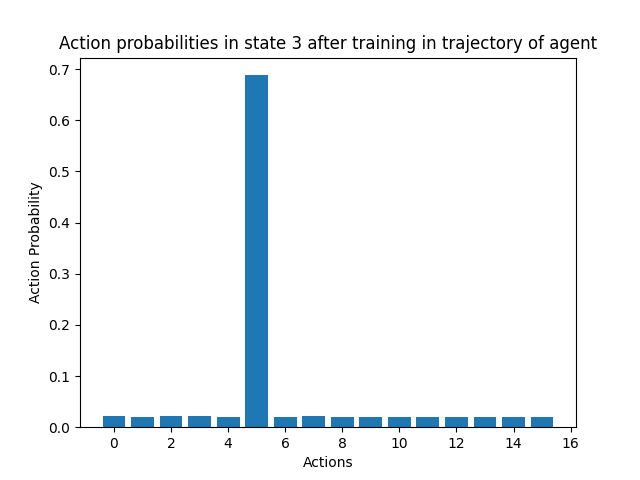 Action probabilities in state 3 after training in trajectory of agent
0.7
0.6
0.5
0.4
0.3
0.2
0.1
0.0
Action Probability
0 2 4 6 8 10 12 14 16
Actions